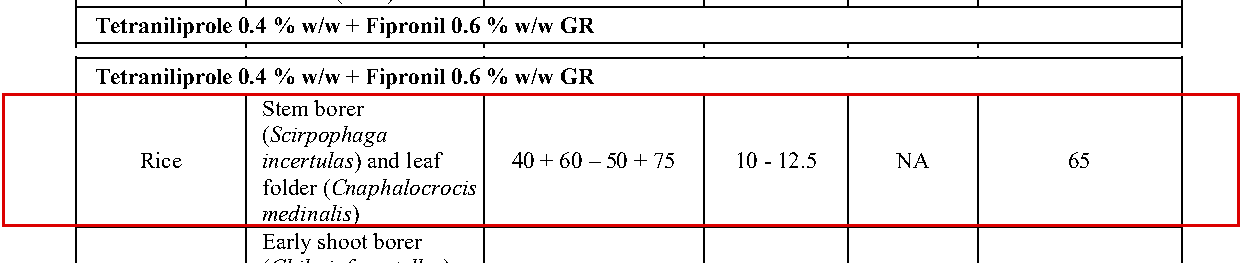 Tetraniliprole 0.4 % w/w + Fipronil 0.6 % w/w GR
Tetraniliprole 0.4 % w/w + Fipronil 0.6 % w/w GR
Rice
Stem borer
(Scirpophaga
incertulas) and leaf
folder (Cnaphalocrocis
medinalis)
40 + 60 – 50 + 75
10 - 12.5
NA
65
Early shoot borer